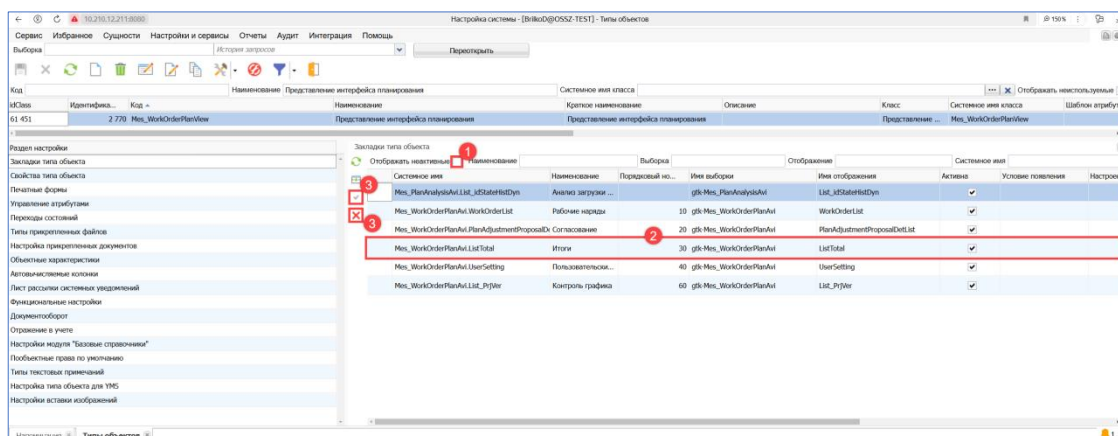 10.210.12.211:8000
Настройка системы - [BrilkoD@OSSZ-TEST] - Типы объектов
150%
Сервис Избранное Сущности Настройки и сервисы Отчеты Аудит Интеграция Помощь
Выборка История запросов Переоткрыть
Код Наименование Представление интерфейса планирования Системное имя класса Отображать неиспользуемые
idClass Идентифика... Код Наименование Краткое наименование Описание Класс Системное имя класса Шаблон атрибу
61 451 2 770 Mes_WorkOrderPlanView Представление интерфейса планирования Представление интерфейса планирования Представление ... Mes_WorkOrderPlanView
Раздел настройки
Закладки типа объекта
Свойства типа объекта
Печатные формы
Управление атрибутами
Переходы состояний
Типы прикрепленных файлов
Настройка прикрепленных документов
Объектные характеристики
Автовычисляемые колонки
Лист рассылки системных уведомлений
Функциональные настройки
Документооборот
Отражение в учете
Настройки модуля "Базовые справочники"
Пообъектные права по умолчанию
Типы текстовых примечаний
Настройка типа объекта для YMS
Настройки вставки изображений
Закладки типа объекта
1
Отображать неактивные Наименование Выборка Отображение Системное имя
Системное имя Наименование Порядковый но... Имя выборки Имя отображения Активна Условие появления Настрое
3
Mes_PlanAnalysisAvi.List_idStateHistDyn Анализ загрузки ... gtk-Mes_PlanAnalysisAvi List_idStateHistDyn
Mes_WorkOrderPlanAvi.WorkOrderList Рабочие наряды 10 gtk-Mes_WorkOrderPlanAvi WorkOrderList
3
Mes_WorkOrderPlanAvi.PlanAdjustmentProposalDe Согласование 20 gtk-Mes_WorkOrderPlanAvi PlanAdjustmentProposalDetList
2
Mes_WorkOrderPlanAvi.ListTotal Итоги 30 gtk-Mes_WorkOrderPlanAvi ListTotal
Mes_WorkOrderPlanAvi.UserSetting Пользовательски... 40 gtk-Mes_WorkOrderPlanAvi UserSetting
Mes_WorkOrderPlanAvi.List_PrjVer Контроль графика 60 gtk-Mes_WorkOrderPlanAvi List_PrjVer
Типы объектов